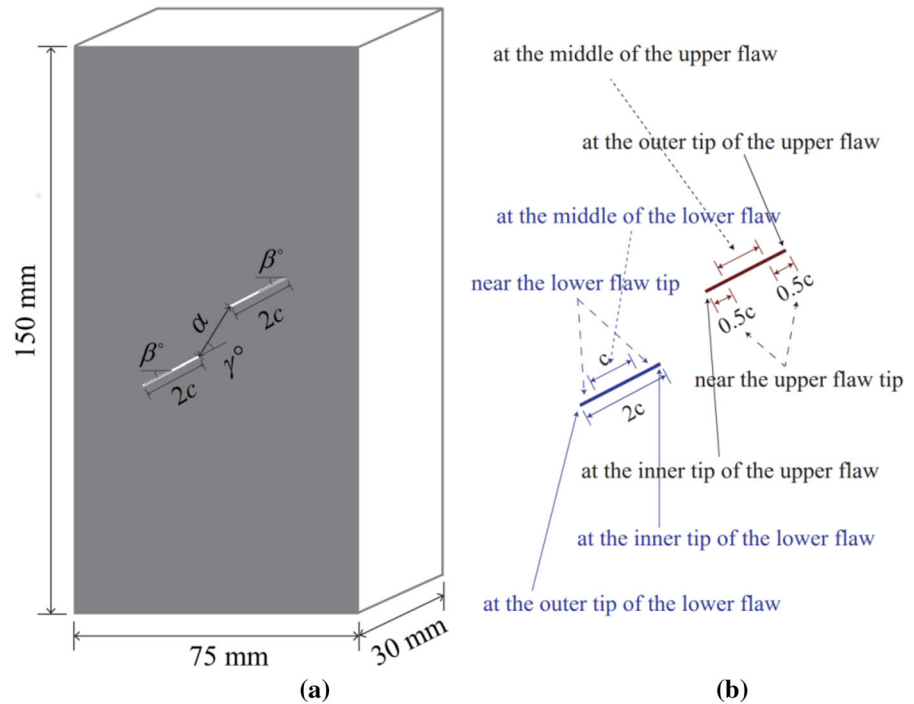 150 mm
β°
2c
α
γ°
β°
2c
75 mm
30 mm
(a)
at the middle of the upper flaw
at the outer tip of the upper flaw
at the middle of the lower flaw
near the lower flaw tip
0.5c
0.5c
c
2c
near the upper flaw tip
at the inner tip of the upper flaw
at the inner tip of the lower flaw
at the outer tip of the lower flaw
(b)